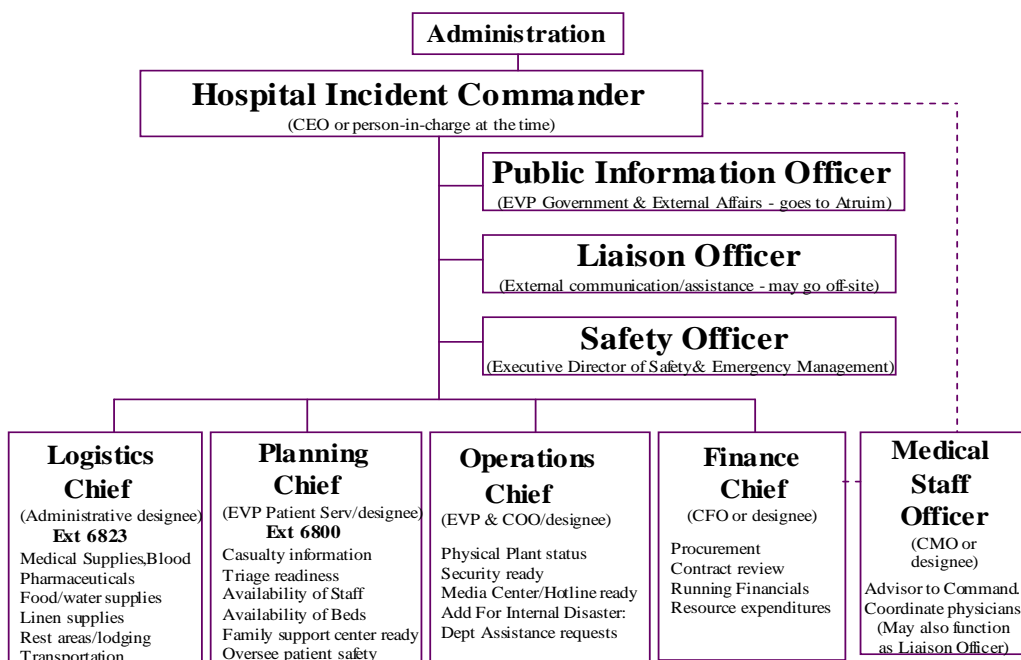 Administration
Hospital Incident Commander
(CEO or person-in-charge at the time)
Public Information Officer
(EVP Government & External Affairs - goes to Atruim)
Liaison Officer
(External communication/assistance - may go off-site)
Safety Officer
(Executive Director of Safety& Emergency Management)
Logistics
Chief
(Administrative designee)
Ext 6823
Medical Supplies,Blood
Pharmaceuticals
Food/water supplies
Linen supplies
Rest areas/lodging
Transportation
Planning
Chief
(EVP Patient Serv/designee)
Ext 6800
Casualty information
Triage readiness
Availability of Staff
Availability of Beds
Family support center ready
Oversee patient safety
Operations
Chief
(EVP & COO/designee)
Physical Plant status
Security ready
Media Center/Hotline ready
Add For Internal Disaster:
Dept Assistance requests
Finance
Chief
(CFO or designee)
Procurement
Contract review
Running Financials
Resource expenditures
Medical
Staff
Officer
(CMO or
designee)
Advisor to Command.
Coordinate physicians
(May also function
as Liaison Officer)